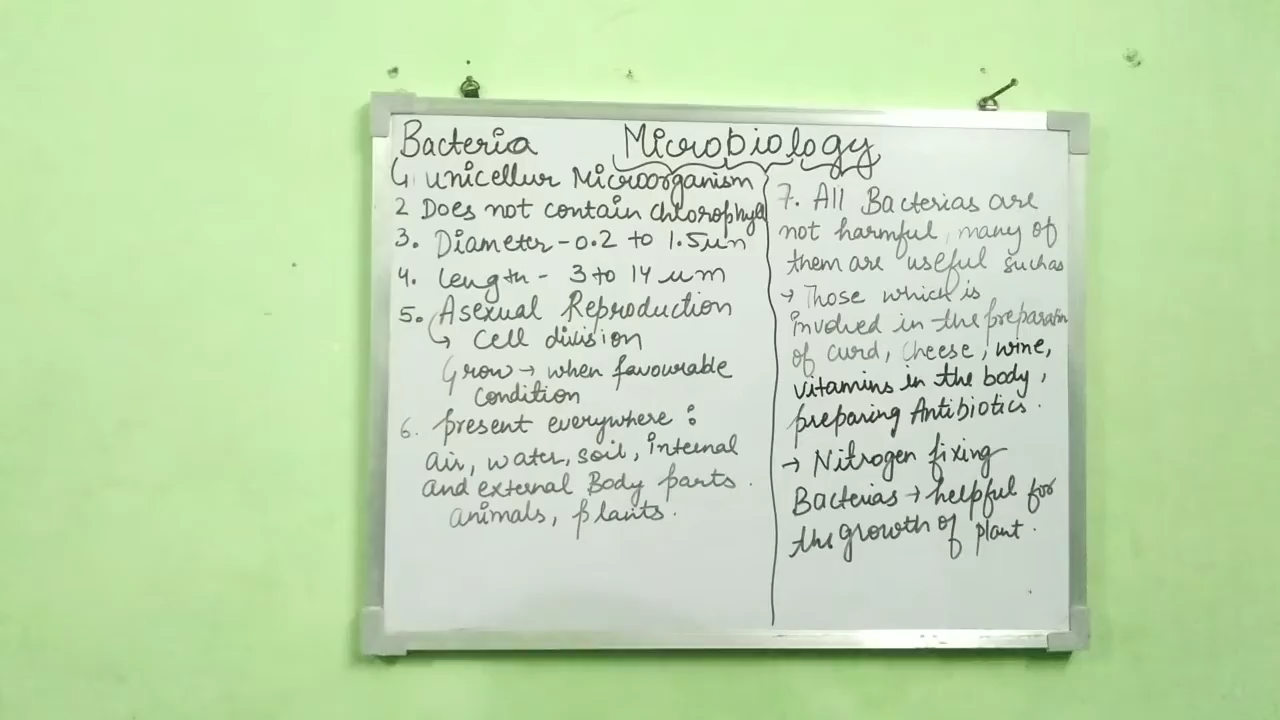 Microbiology
Bacteria
1 unicellur Microorganism
2 Does not contain chlorophyll
3. Diameter - 0.2 to 1.5um
4. length - 3 to 14 um
5. Asexual Reproduction
↳ Cell division
Grow → when favourable
condition
6. present everywhere :
air, water, soil, internal
and external Body parts.
animals, plants.
7. All Bacterias are
not harmful, many of
them are useful such as
→ Those which is
involved in the preparation
of curd, cheese, wine,
vitamins in the body,
preparing Antibiotics.
→ Nitrogen fixing
Bacterias → helpful for
the growth of plant.